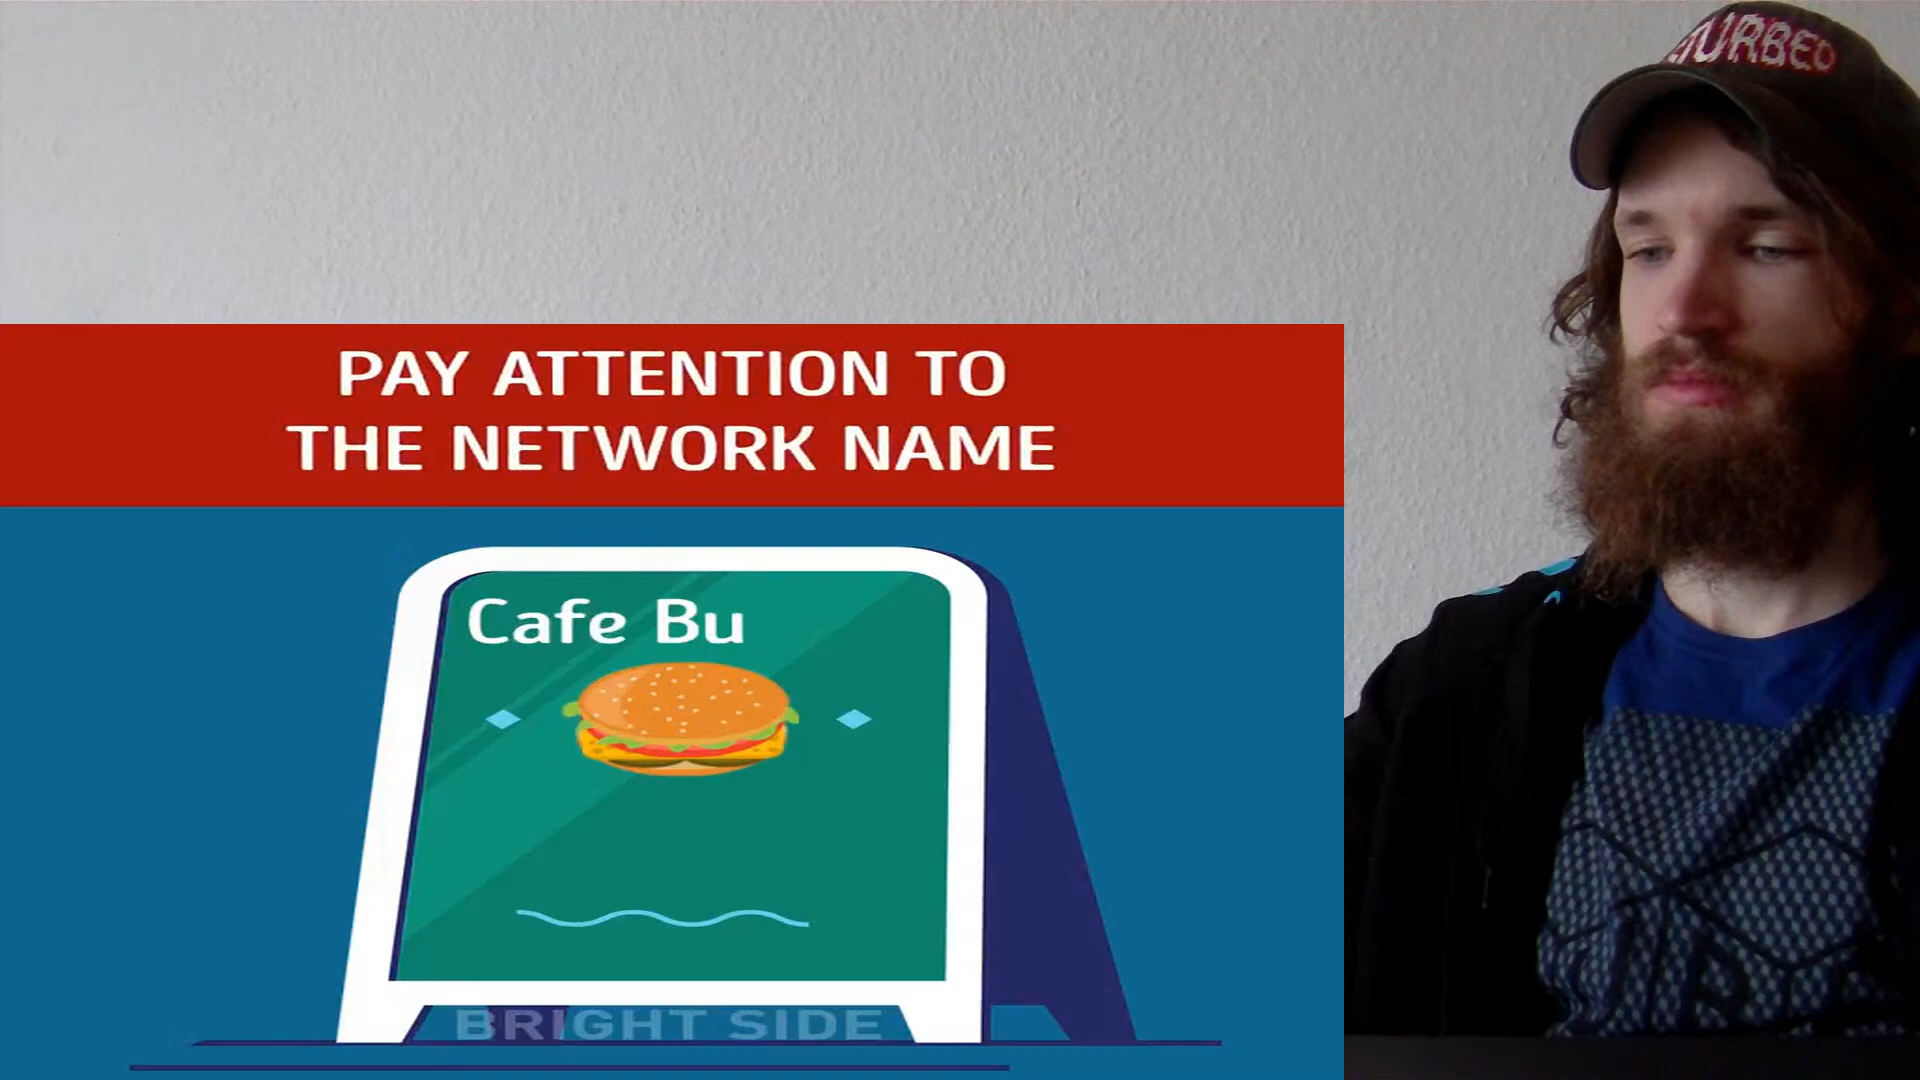 PAY ATTENTION TO
THE NETWORK NAME
Cafe Bu
BRIGHT SIDE